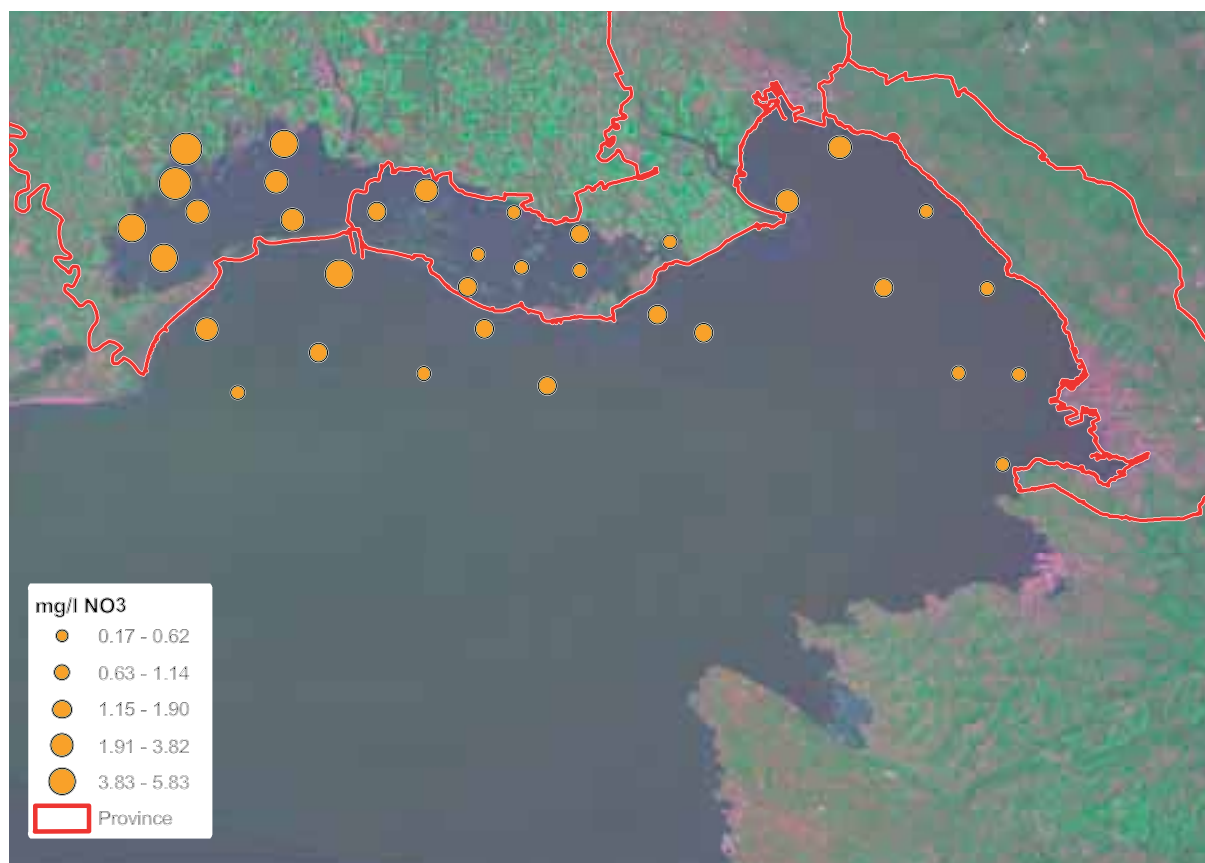 mg/l NO3
0.17 - 0.62
0.63 - 1.14
1.15 - 1.90
1.91 - 3.82
3.83 - 5.83
Province